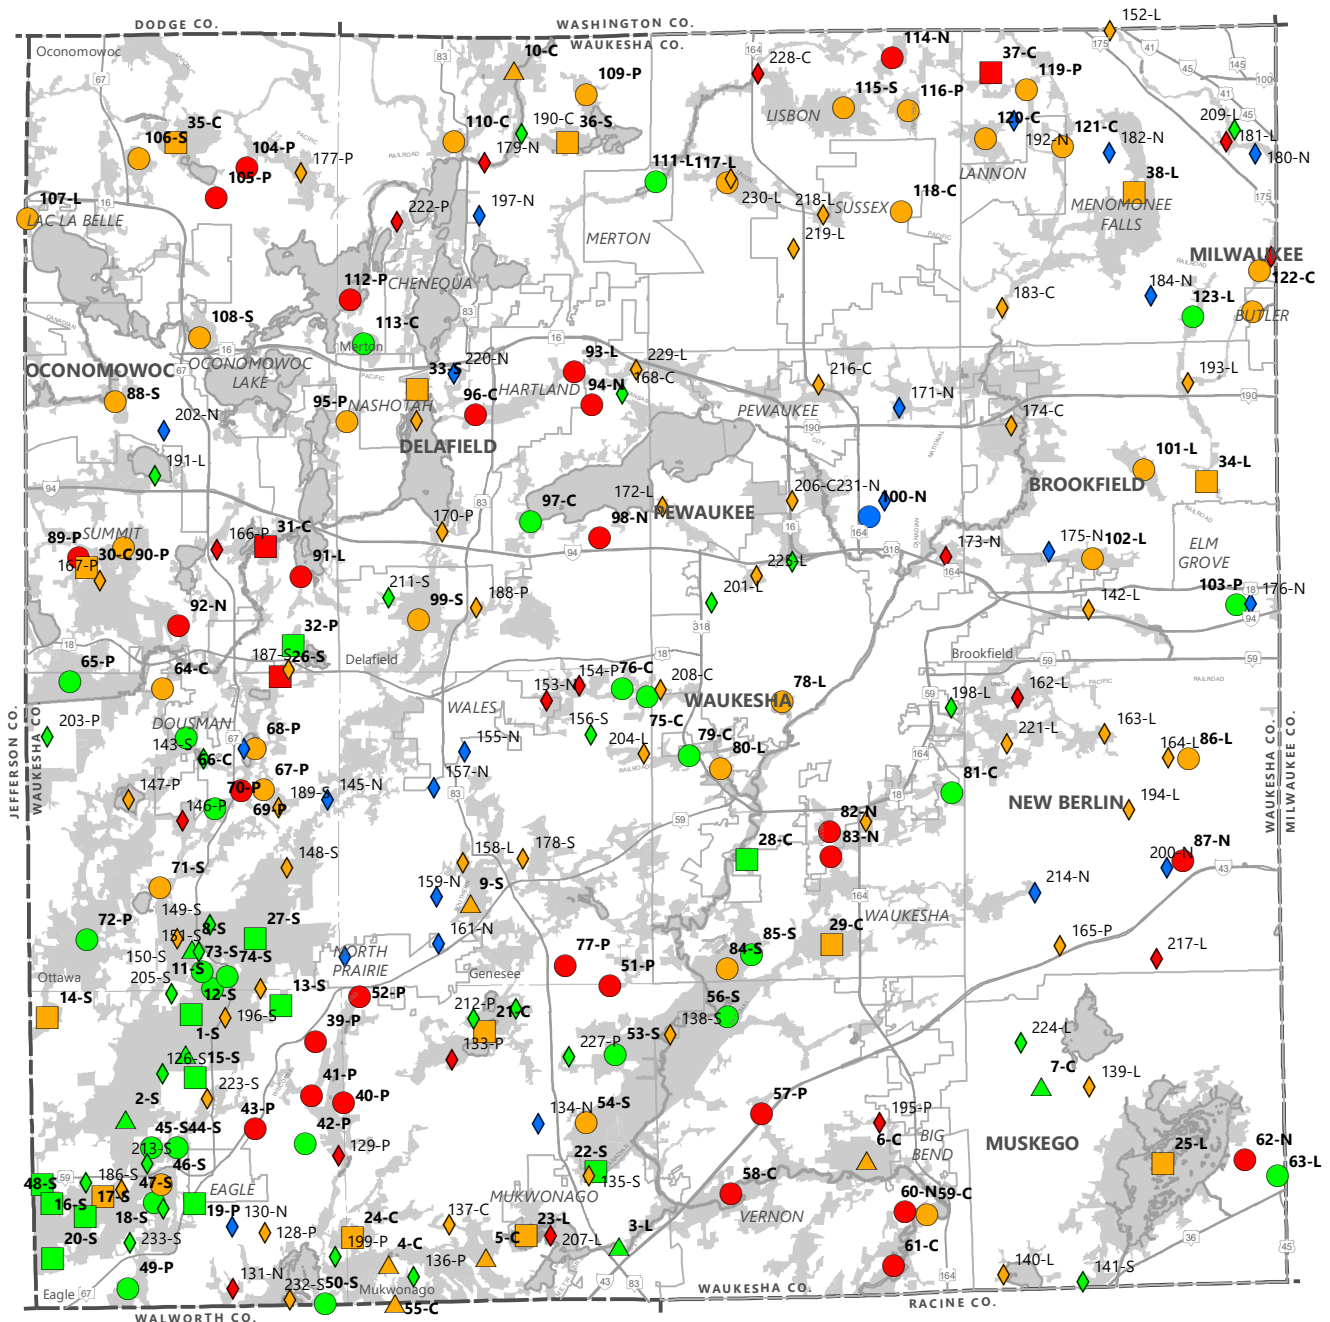 DODGE CO.
WASHINGTON CO.
WAUKESHA CO.
152-L
Oconomowoc
10-C
114-N
37-C
119-P
109-P
228-C
115-S
116-P
LISBON
35-C
106-S
104-P
105-P
177-P
110-C
190-C
36-S
179-N
120-C
192-N
121-C
182-N
209-L
181-L
180-N
LANNON
38-L
111-L
117-L
230-L
218-L
SUSSEX
118-C
219-L
107-L
LAC LA BELLE
222-P
197-N
MERTON
MENOMONEE
FALLS
MILWAUKEE
122-C
CHENEQUA
112-P
113-C
Merton
183-C
184-N
123-L
BUTLER
108-S
OCONOMOWOC
OCONOMOWOC
LAKE
33-S
220-N
NASHOTAH
HARTLAND
93-L
94-N
229-L
168-C
96-C
95-P
216-C
171-N
193-L
PEWAUKEE
174-C
88-S
202-N
191-L
DELAFIELD
101-L
34-L
BROOKFIELD
172-L
206-C
231-N
100-N
PEWAUKEE
97-C
98-N
170-P
SUMMIT
89-P
30-C
90-P
167-P
166-P
31-C
91-L
92-N
225-L
201-L
173-N
175-N
102-L
ELM
GROVE
103-P
176-N
142-L
211-S
99-S
188-P
32-P
187-S
26-S
Delafield
Brookfield
65-P
64-C
153-N
154-P
76-C
208-C
75-C
WAUKESHA
78-L
162-L
198-L
JEFFERSON CO.
WAUKESHA CO.
203-P
DOUSMAN
143-S
66-C
68-P
67-P
WALES
155-N
157-N
156-S
204-L
79-C
80-L
221-L
163-L
164-L
86-L
WAUKESHA CO.
MILWAUKEE CO.
147-P
146-P
70-P
69-P
189-S
145-N
81-C
NEW BERLIN
194-L
148-S
158-L
178-S
28-C
82-N
83-N
200-N
87-N
214-N
71-S
149-S
159-N
9-S
WAUKESHA
72-P
151-S
8-S
27-S
150-S
73-S
74-S
161-N
NORTH
PRAIRIE
77-P
51-P
84-S
85-S
29-C
165-P
217-L
Ottawa
205-S
11-S
12-S
13-S
Genesee
14-S
196-S
52-P
212-P
21-C
133-P
227-P
53-S
138-S
56-S
224-L
7-C
139-L
1-S
126-S
15-S
39-P
2-S
223-S
41-P
40-P
43-P
42-P
134-N
54-S
57-P
195-P
6-C
BIG
BEND
MUSKEGO
25-L
62-N
63-L
45-S
44-S
213-S
46-S
129-P
22-S
135-S
48-S
186-S
47-S
EAGLE
16-S
17-S
18-S
19-P
130-N
128-P
MUKWONAGO
58-C
VERNON
60-N
59-C
61-C
20-S
233-S
24-C
199-P
4-C
137-C
136-P
5-C
23-L
207-L
3-L
49-P
Eagle
131-N
232-S
50-S
Mukwonago
55-C
140-L
141-S
WAUKESHA CO.
RACINE CO.
WALWORTH CO.